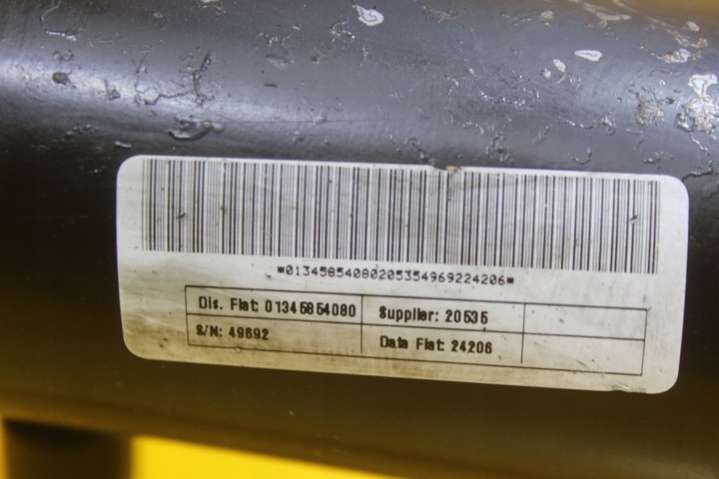 *01345854080205354969224206*
Dis. Fiat: 01345854080 Supplier: 20535
S/N: 49692 Data Fiat: 24206